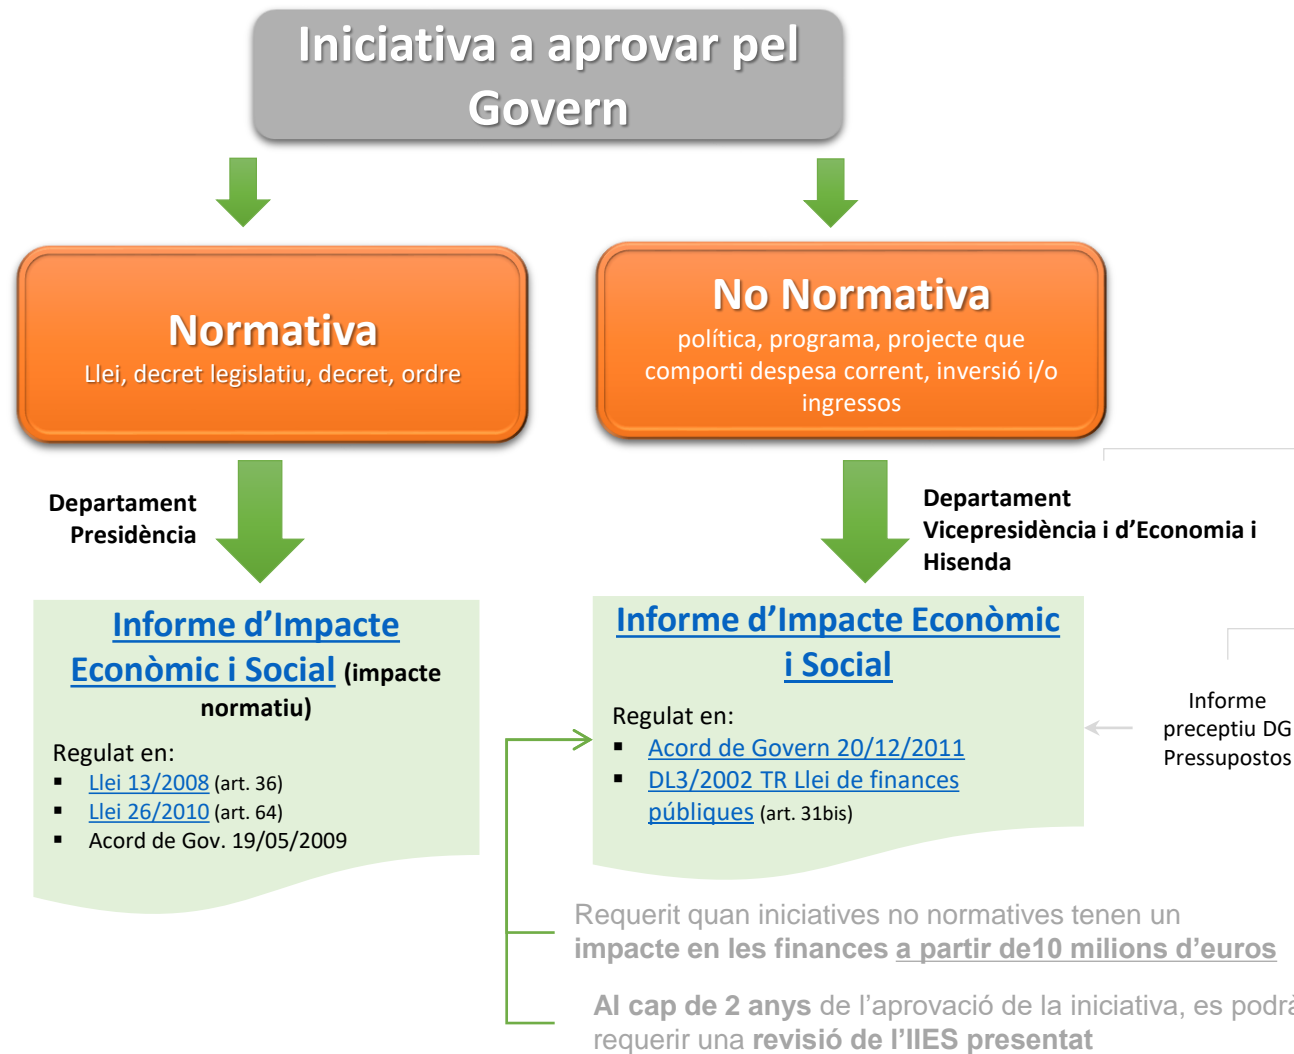 Iniciativa a aprovar pel
Govern
Normativa
Llei, decret legislatiu, decret, ordre
No Normativa
política, programa, projecte que
comporti despesa corrent, inversió i/o
ingressos
Departament
Presidència
Departament
Vicepresidència i d’Economia i
Hisenda
Informe d’Impacte
Econòmic i Social (impacte
normatiu)
Regulat en:
▪ Llei 13/2008 (art. 36)
▪ Llei 26/2010 (art. 64)
▪ Acord de Gov. 19/05/2009
Informe d’Impacte Econòmic
i Social
Regulat en:
▪ Acord de Govern 20/12/2011
▪ DL3/2002 TR Llei de finances
públiques (art. 31bis)
Informe
preceptiu DG
Pressupostos
Requerit quan iniciatives no normatives tenen un
impacte en les finances a partir de10 milions d’euros
Al cap de 2 anys de l’aprovació de la iniciativa, es podrà
requerir una revisió de l’IIES presentat